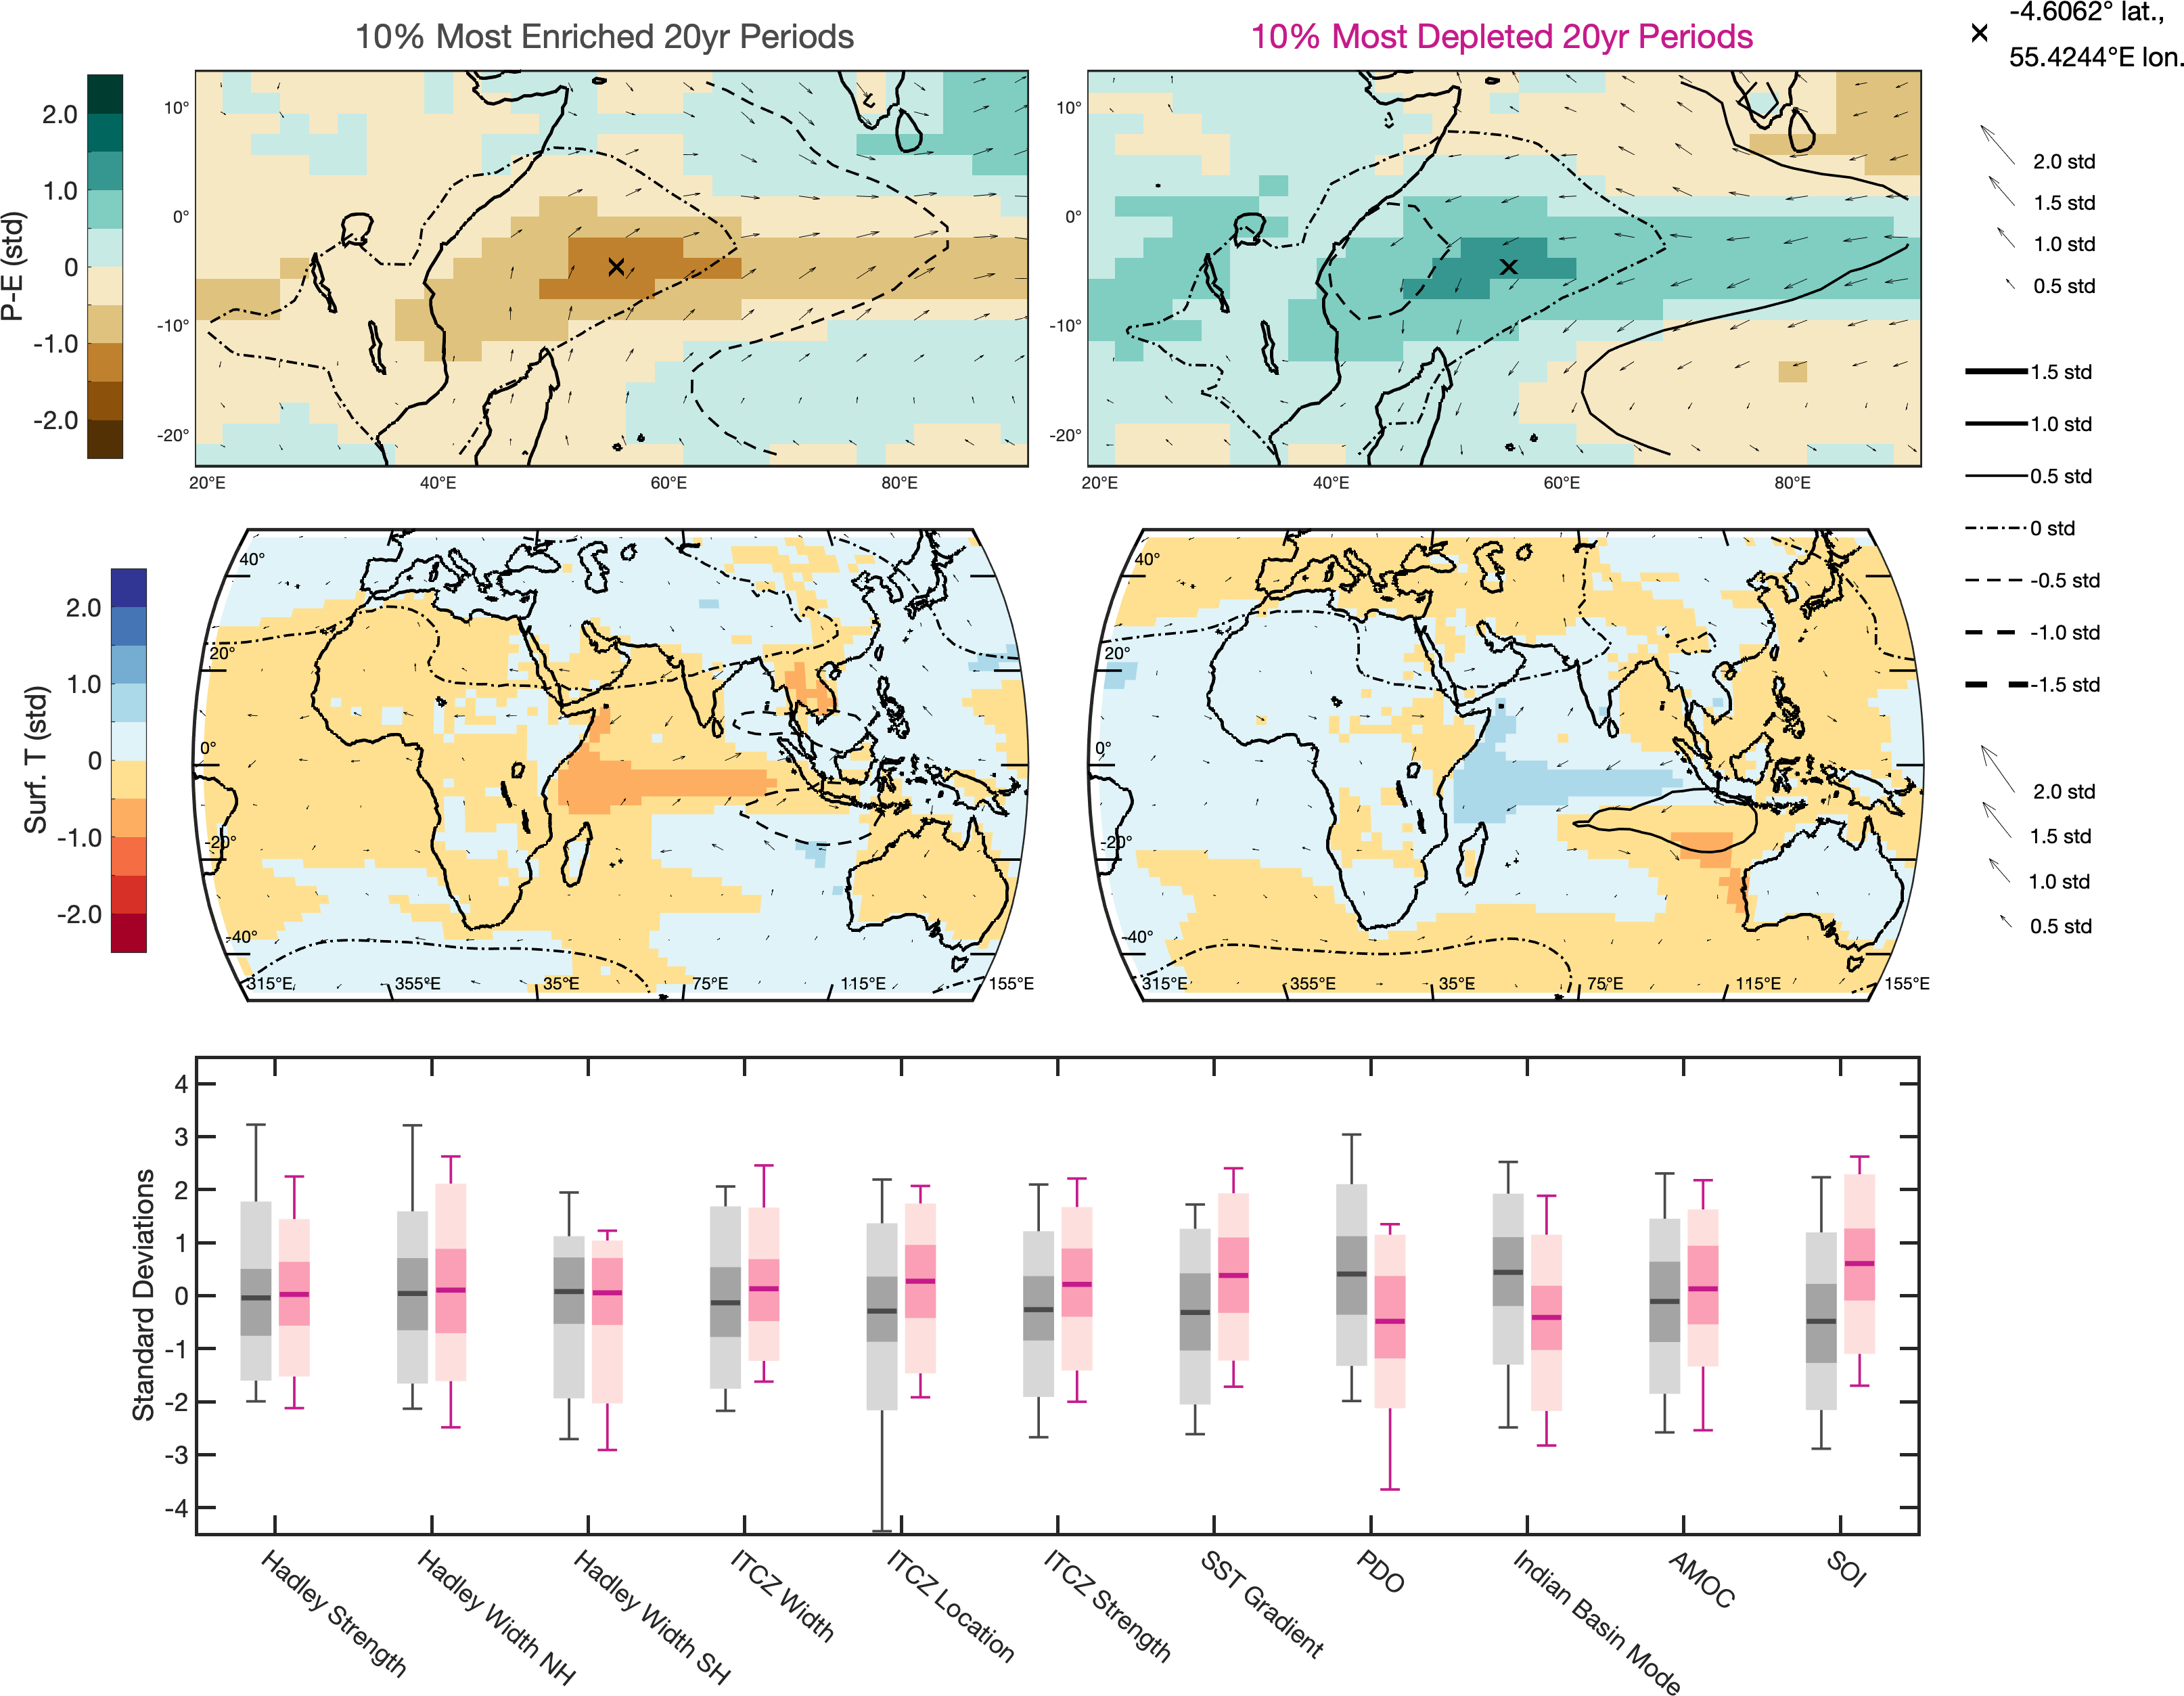 10% Most Enriched 20yr Periods
10% Most Depleted 20yr Periods
-4.6062° lat.,
55.4244°E lon.
P-E (std)
2.0
1.0
0
-1.0
-2.0
10°
0°
-10°
-20°
20°E
40°E
60°E
80°E
10°
0°
-10°
-20°
20°E
40°E
60°E
80°E
2.0 std
1.5 std
1.0 std
0.5 std
1.5 std
1.0 std
0.5 std
0 std
-0.5 std
-1.0 std
-1.5 std
2.0 std
1.5 std
1.0 std
0.5 std
Surf. T (std)
2.0
1.0
0
-1.0
-2.0
40°
20°
0°
-20°
-40°
315°E
355°E
35°E
75°E
115°E
155°E
40°
20°
0°
-20°
-40°
315°E
355°E
35°E
75°E
115°E
155°E
Standard Deviations
4
3
2
1
0
-1
-2
-3
-4
Hadley Strength
Hadley Width NH
Hadley Width SH
ITCZ Width
ITCZ Location
ITCZ Strength
SST Gradient
PDO
Indian Basin Mode
AMOC
SOI